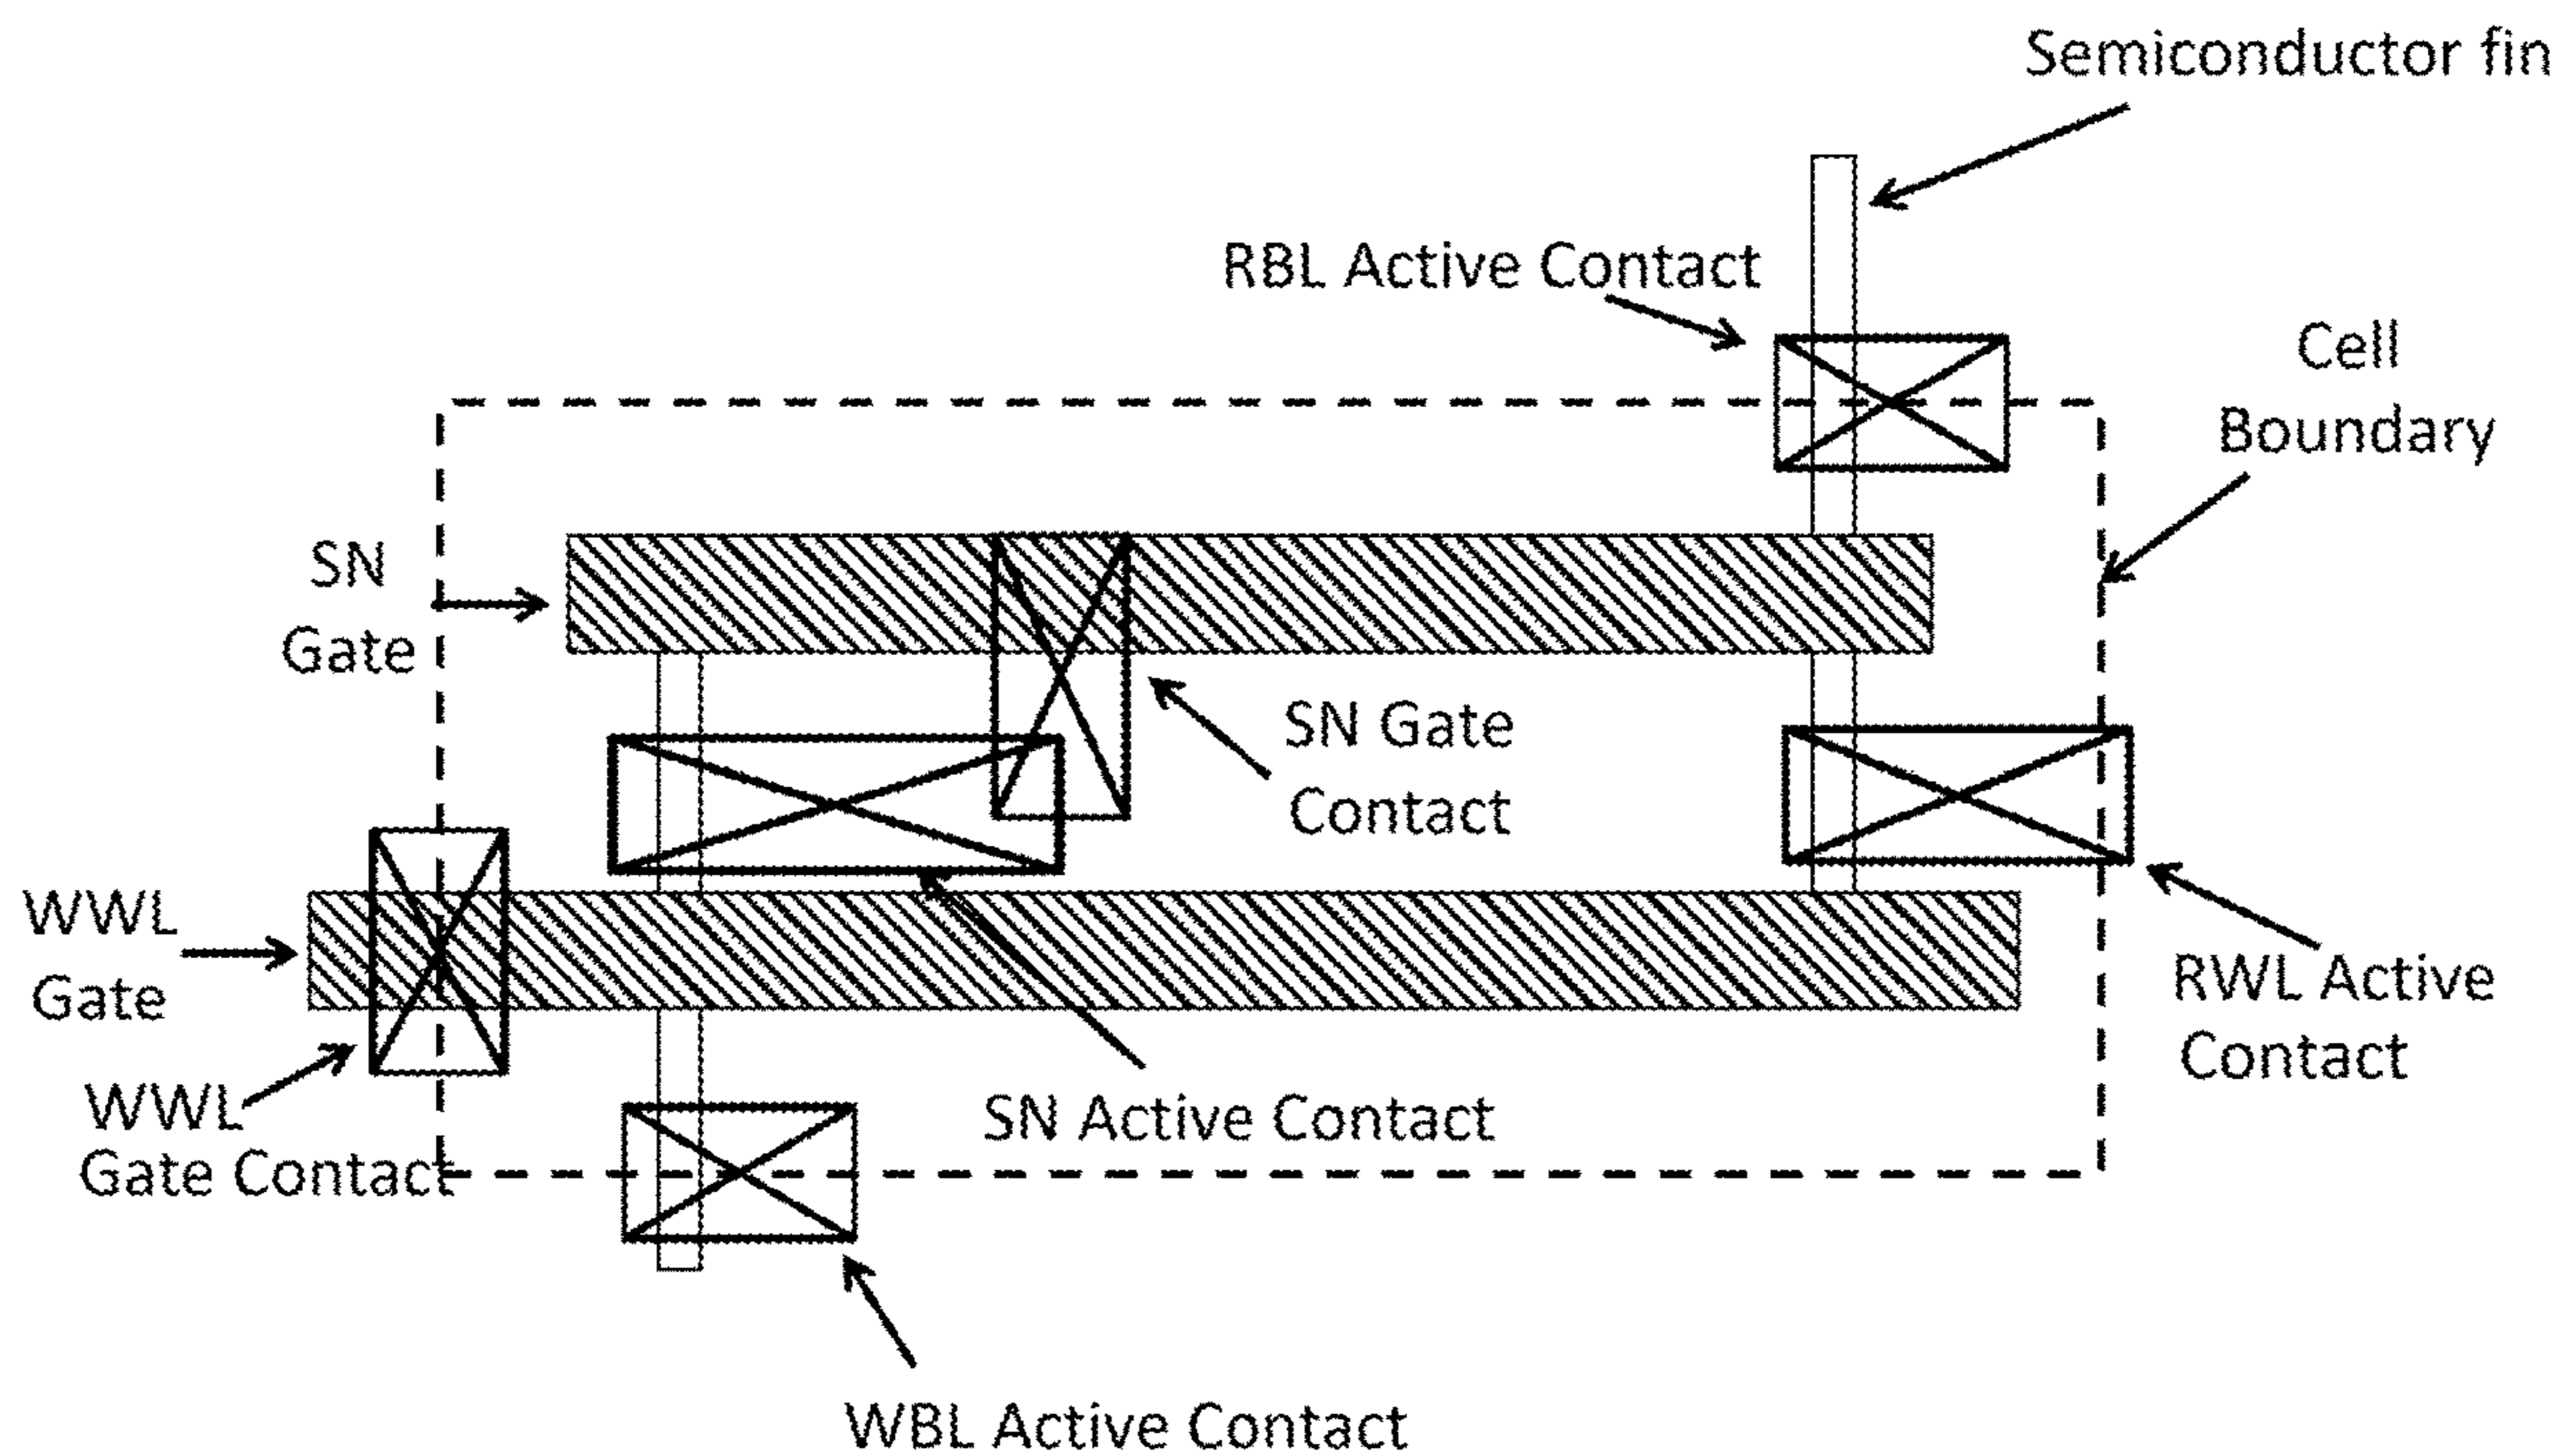 Semiconductor fin
RBL Active Contact
Cell
Boundary
SN
Gate
SN Gate
Contact
WWL
Gate
RWL Active
Contact
WWL
Gate Contact
SN Active Contact
WBL Active Contact